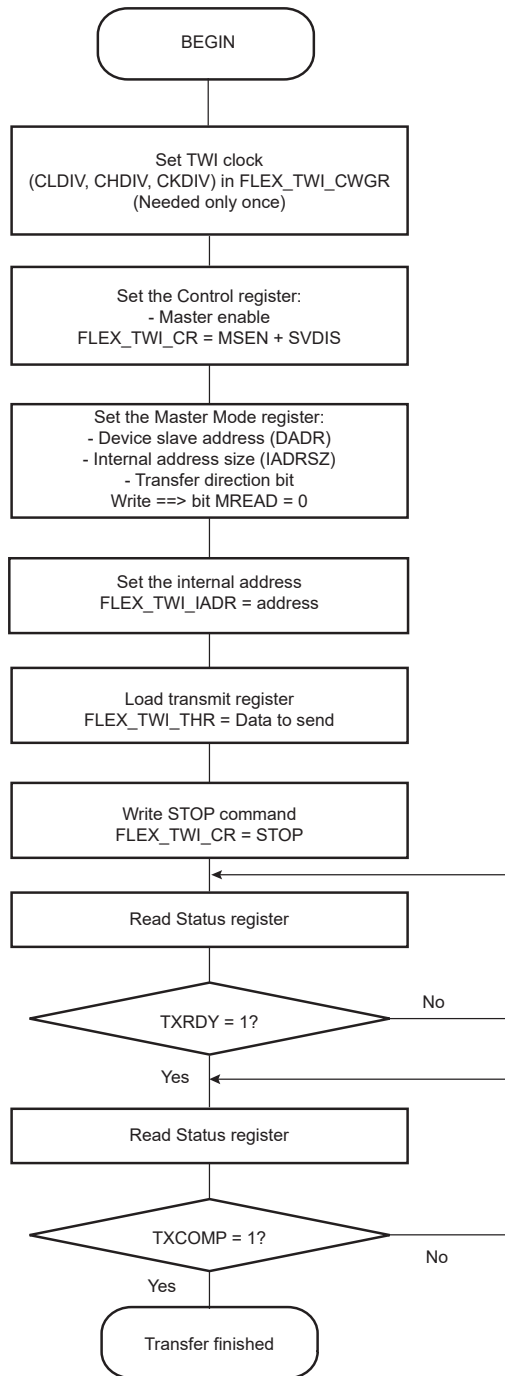 BEGIN
Set TWI clock
(CLDIV, CHDIV, CKDIV) in FLEX_TWI_CWGR
(Needed only once)
Set the Control register:
- Master enable
FLEX_TWI_CR = MSEN + SVDIS
Set the Master Mode register:
- Device slave address (DADR)
- Internal address size (IADRSZ)
- Transfer direction bit
Write ==> bit MREAD = 0
Set the internal address
FLEX_TWI_IADR = address
Load transmit register
FLEX_TWI_THR = Data to send
Write STOP command
FLEX_TWI_CR = STOP
Read Status register
TXRDY = 1?
No
Yes
Read Status register
TXCOMP = 1?
No
Yes
Transfer finished